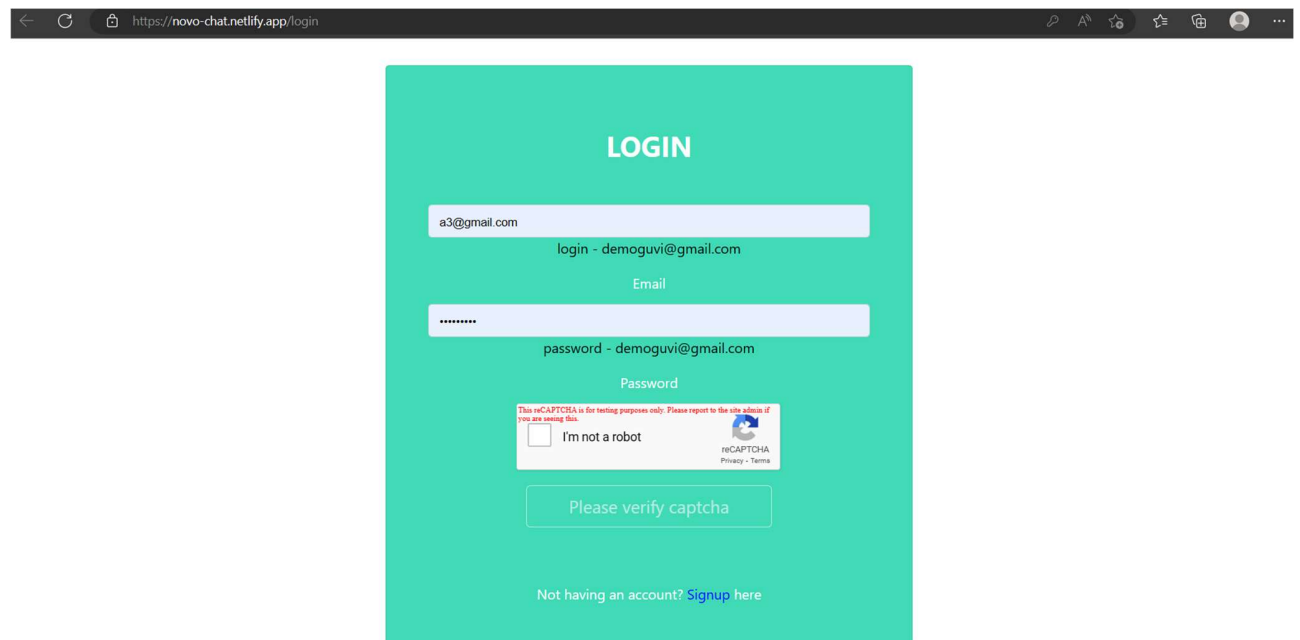 https://novo-chat.netlify.app/login
LOGIN
a3@gmail.com
login - demoguvi@gmail.com
Email
•••••••••
password - demoguvi@gmail.com
Password
This reCAPTCHA is for testing purposes only. Please report to the site admin if
you are seeing this.
I'm not a robot
reCAPTCHA
Privacy - Terms
Please verify captcha
Not having an account? Signup here